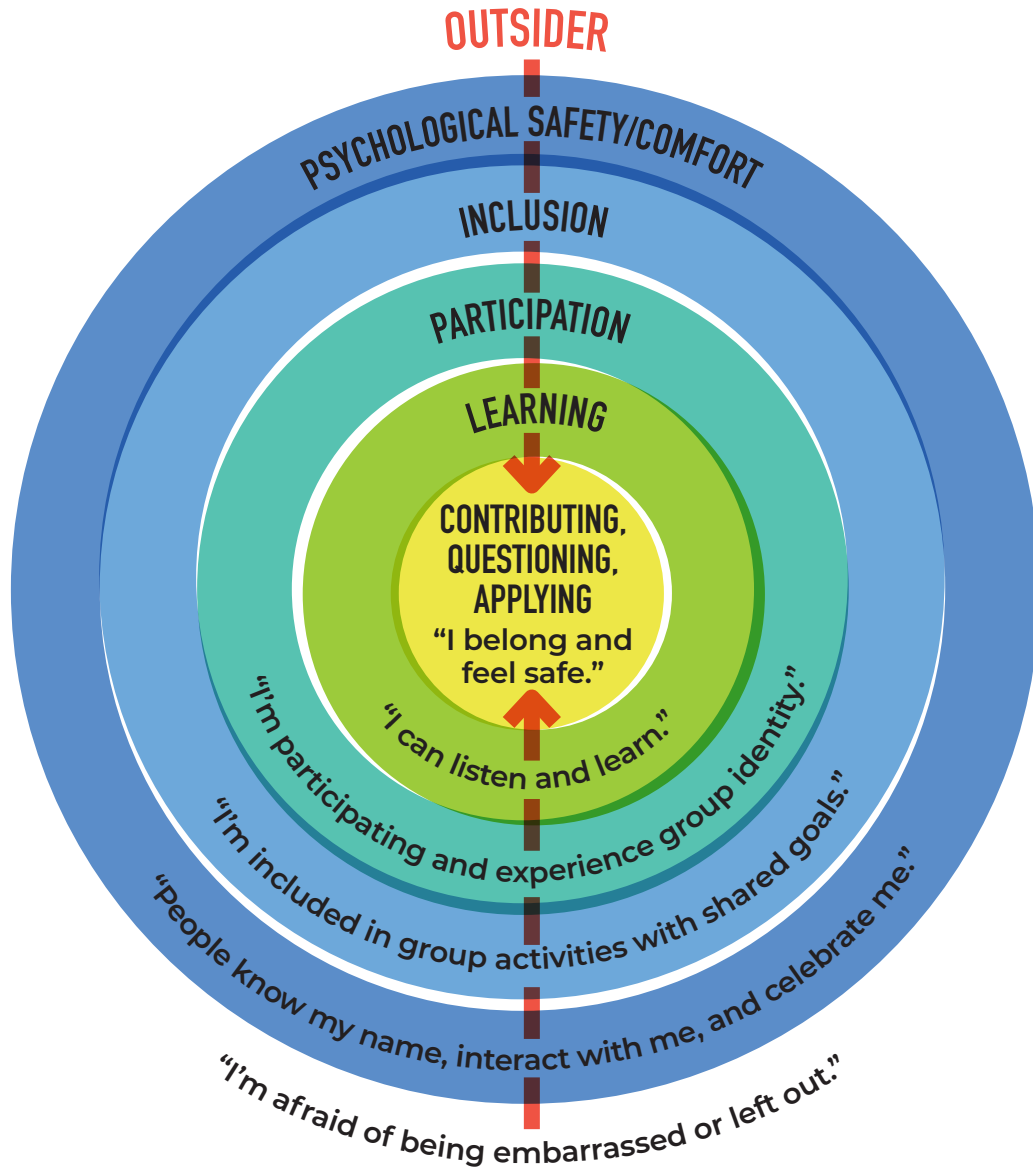 OUTSIDER
PSYCHOLOGICAL SAFETY/COMFORT
INCLUSION
PARTICIPATION
LEARNING
CONTRIBUTING,
QUESTIONING,
APPLYING
“I belong and
feel safe.”
“I can listen and learn.”
“I’m participating and experience group identity.”
“I’m included in group activities with shared goals.”
“People know my name, interact with me, and celebrate me.”
“I’m afraid of being embarrassed or left out.”